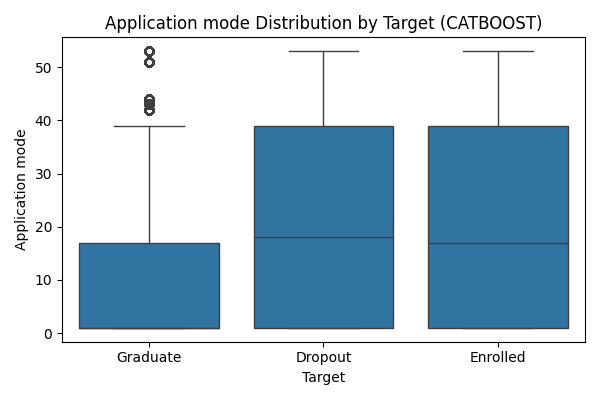 Application mode Distribution by Target (CATBOOST)
Application mode
50
40
30
20
10
0
Graduate
Dropout
Enrolled
Target